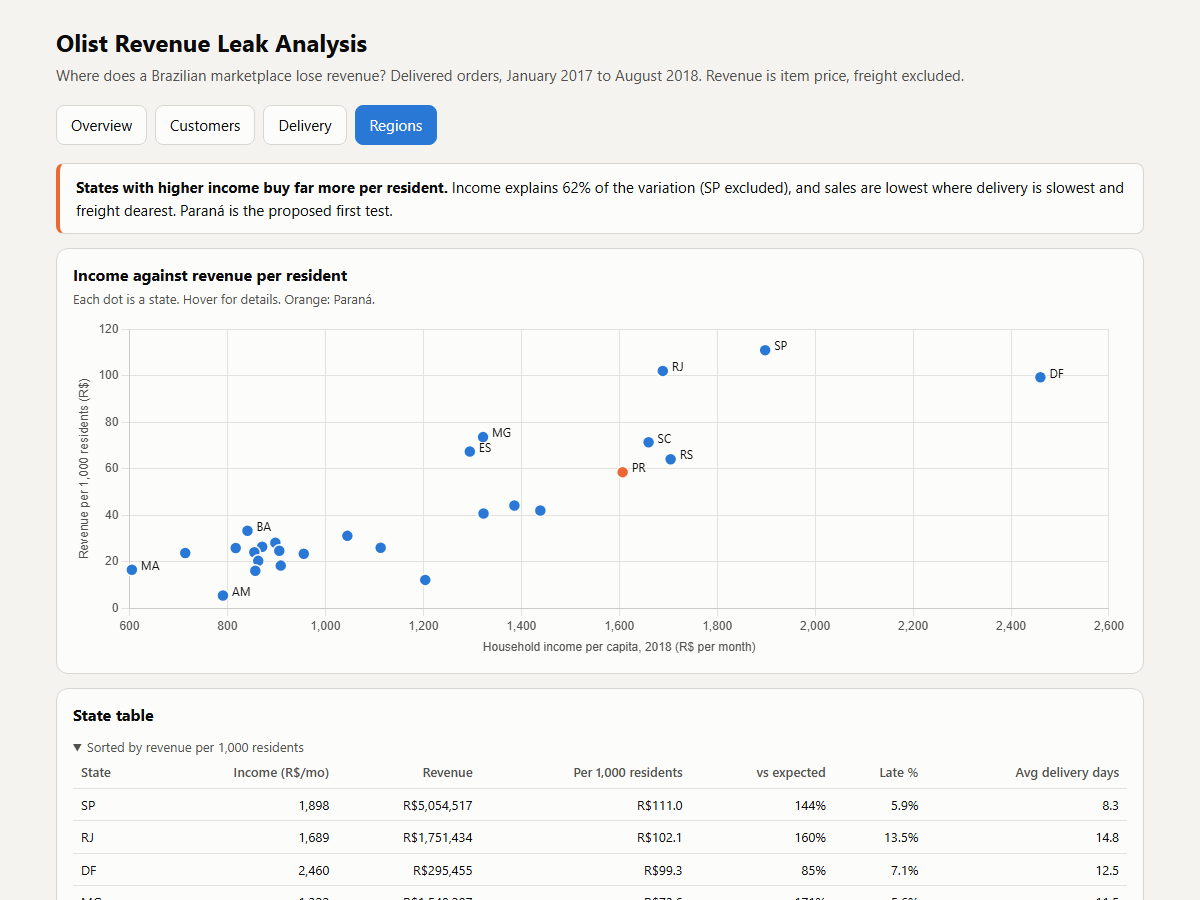 Olist Revenue Leak Analysis
Where does a Brazilian marketplace lose revenue? Delivered orders, January 2017 to August 2018. Revenue is item price, freight excluded.
Overview Customers Delivery Regions
States with higher income buy far more per resident. Income explains 62% of the variation (SP excluded), and sales are lowest where delivery is slowest and
freight dearest. Paraná is the proposed first test.
Income against revenue per resident
Each dot is a state. Hover for details. Orange: Paraná.
Revenue per 1,000 residents (R$)
120
100
80
60
40
20
0
SP
RJ
DF
MG
ES
SC
RS
PR
BA
MA
AM
600 800 1,000 1,200 1,400 1,600 1,800 2,000 2,200 2,400 2,600
Household income per capita, 2018 (R$ per month)
State table
▼ Sorted by revenue per 1,000 residents
State Income (R$/mo) Revenue Per 1,000 residents vs expected Late % Avg delivery days
SP 1,898 R$5,054,517 R$111.0 144% 5.9% 8.3
RJ 1,689 R$1,751,434 R$102.1 160% 13.5% 14.8
DF 2,460 R$295,455 R$99.3 85% 7.1% 12.5